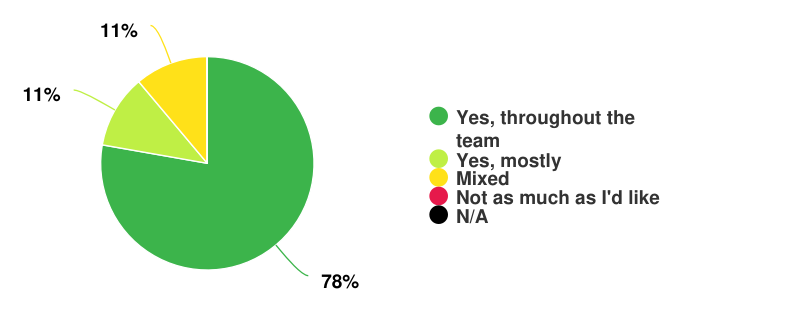 11%
11%
78%
Yes, throughout the
team
Yes, mostly
Mixed
Not as much as I'd like
N/A